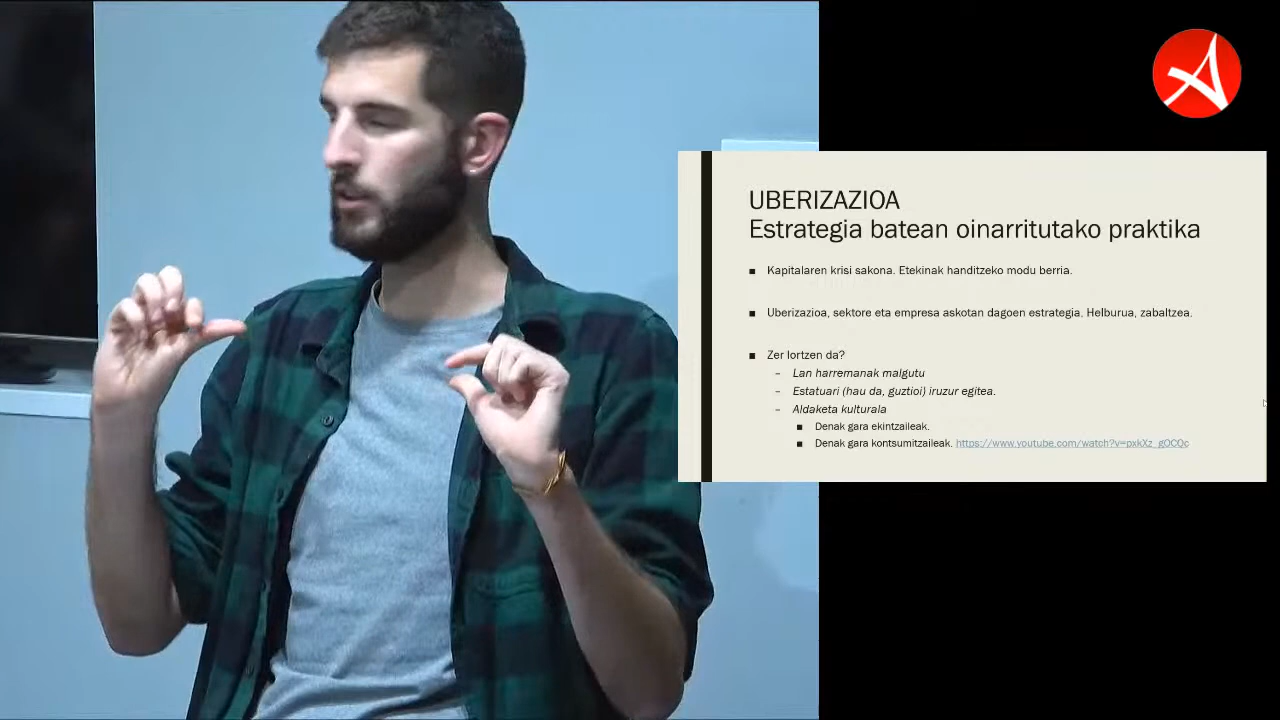 UBERIZAZIOA
Estrategia batean oinarritutako praktika
■ Kapitalaren krisi sakona. Etekinak handitzeko modu berria.
■ Uberizazioa, sektore eta empresa askotan dagoen estrategia. Helburua, zabaltzea.
■ Zer lortzen da?
– Lan harremanak malgutu
– Estatuari (hau da, guztioi) iruzur egitea.
– Aldaketa kulturala
■ Denak gara ekintzaileak.
■ Denak gara kontsumitzaileak. https://www.youtube.com/watch?v=pxkXz_gOCQc